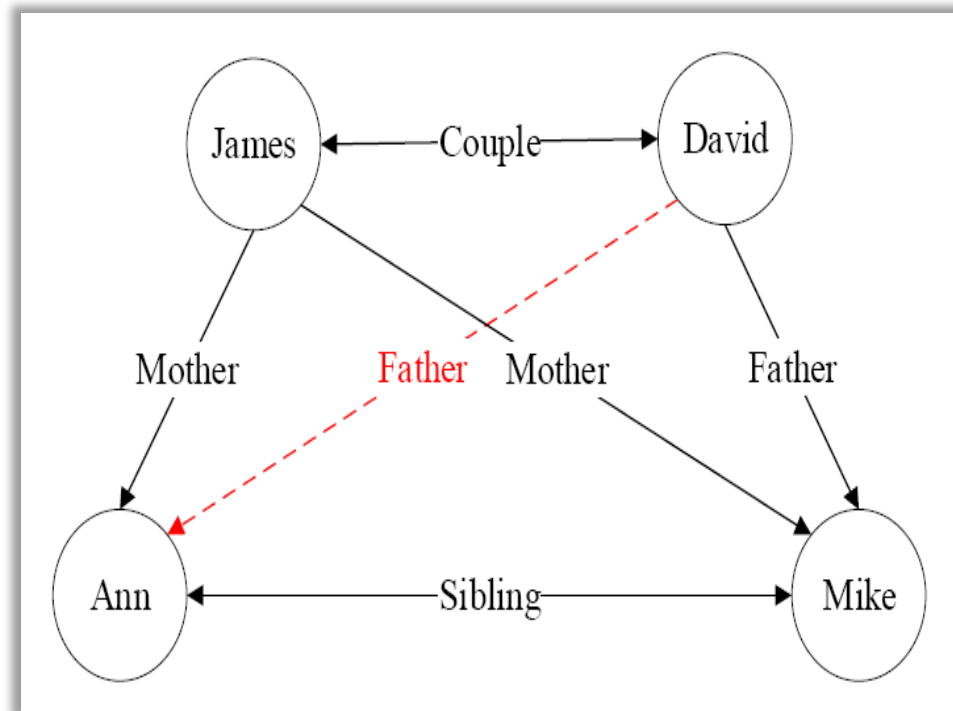 James
Couple
David
Mother
Father
Mother
Father
Ann
Sibling
Mike